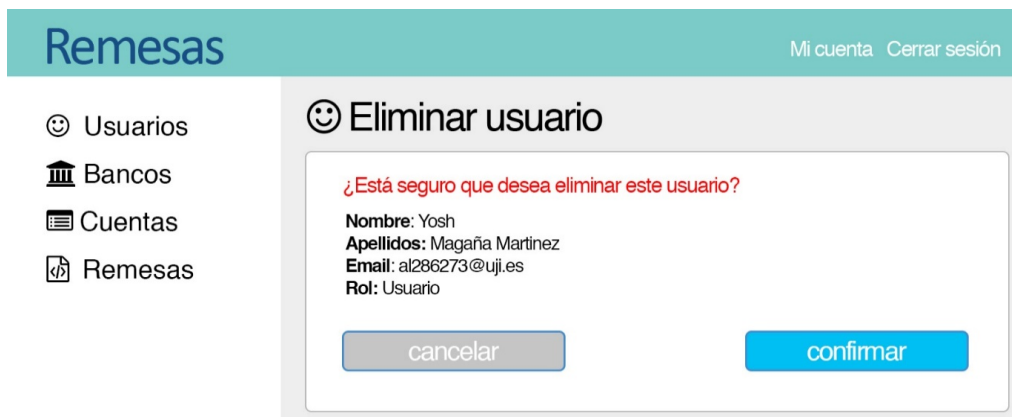 Remesas
Mi cuenta Cerrar sesión
Usuarios
Bancos
Cuentas
Remesas
Eliminar usuario
¿Está seguro que desea eliminar este usuario?
Nombre: Yosh
Apellidos: Magaña Martinez
Email: al286273@uji.es
Rol: Usuario
cancelar
confirmar